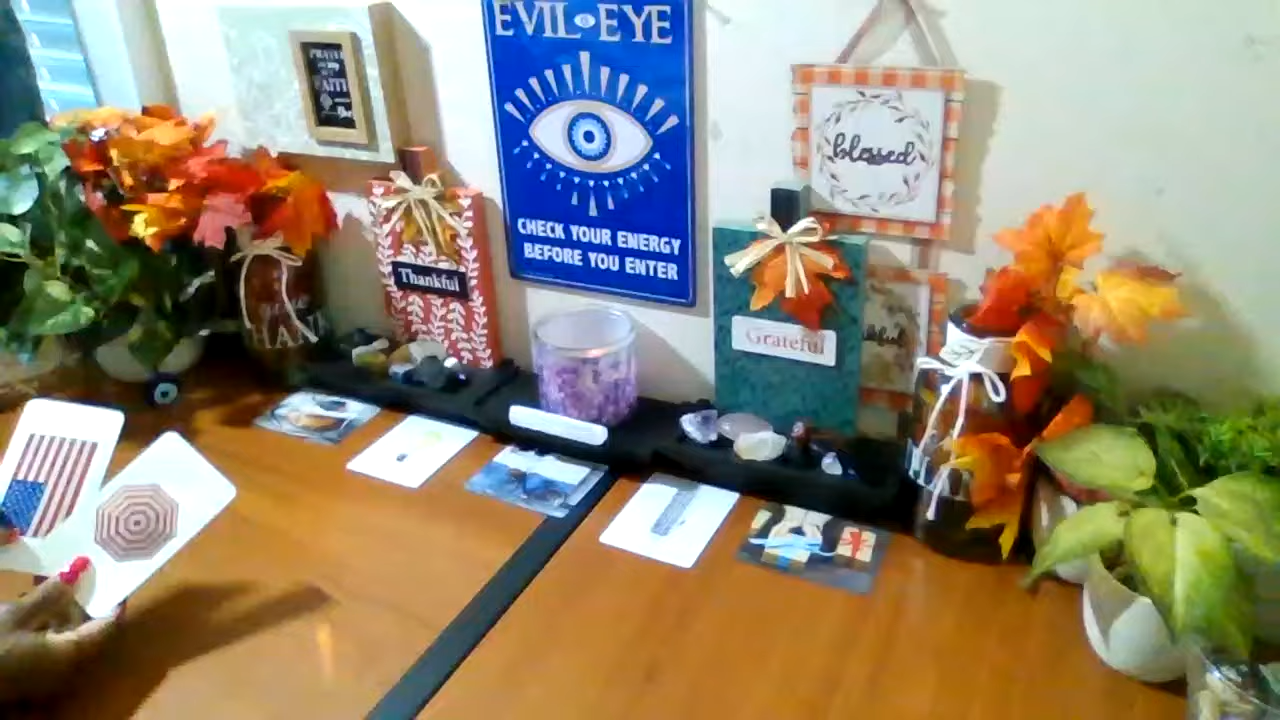 EVIL EYE
CHECK YOUR ENERGY
BEFORE YOU ENTER
blessed
Thankful
Grateful